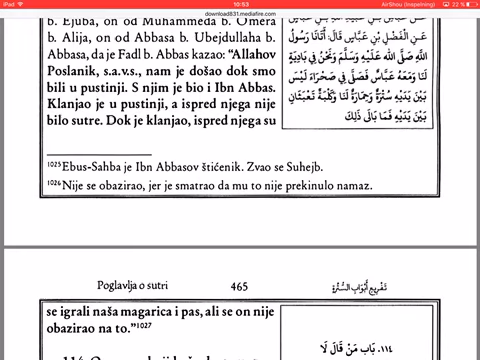 iPad
10:53
AirShou (Inspelning)
download831.mediafire.com
b. Ejuba, on od Muhammeda b. Omera
b. Alija, on od Abbasa b. Ubejdullaha b.
Abbasa, da je Fadl b. Abbas kazao: “Allahov
Poslanik, s.a.v.s., nam je došao dok smo
bili u pustinji. S njim je bio i Ibn Abbas.
Klanjao je u pustinji, a ispred njega nije
bilo sutre. Dok je klanjao, ispred njega su
عَنِ الْفَضْلِ بْنِ عَبَّاسٍ قَالَ: أَتَانَا رَسُولُ
اللَّهِ صَلَّى الله عَلَيْهِ وَسَلَّمَ وَنَحْنُ فِي بَادِيَةٍ
لَنَا وَمَعَهُ عَبَّاسٌ فَصَلَّى فِي صَحْرَاءَ لَيْسَ
بَيْنَ يَدَيْهِ سُتْرَةٌ وَحِمَارَةٌ لَنَا وَكَلْبَةٌ تَعْبَثَانِ
بَيْنَ يَدَيْهِ فَمَا بَالَى ذَلِكَ
1025 Ebus-Sahba je Ibn Abbasov štićenik. Zvao se Suhejb.
1026 Nije se obazirao, jer je smatrao da mu to nije prekinulo namaz.
Poglavlja o sutri 465 تَفْرِيعِ أَبْوَابِ السُّتْرَةِ
se igrali naša magarica i pas, ali se on nije
obazirao na to.”1027
١١٤. بَاب مَنْ قَالَ لَا